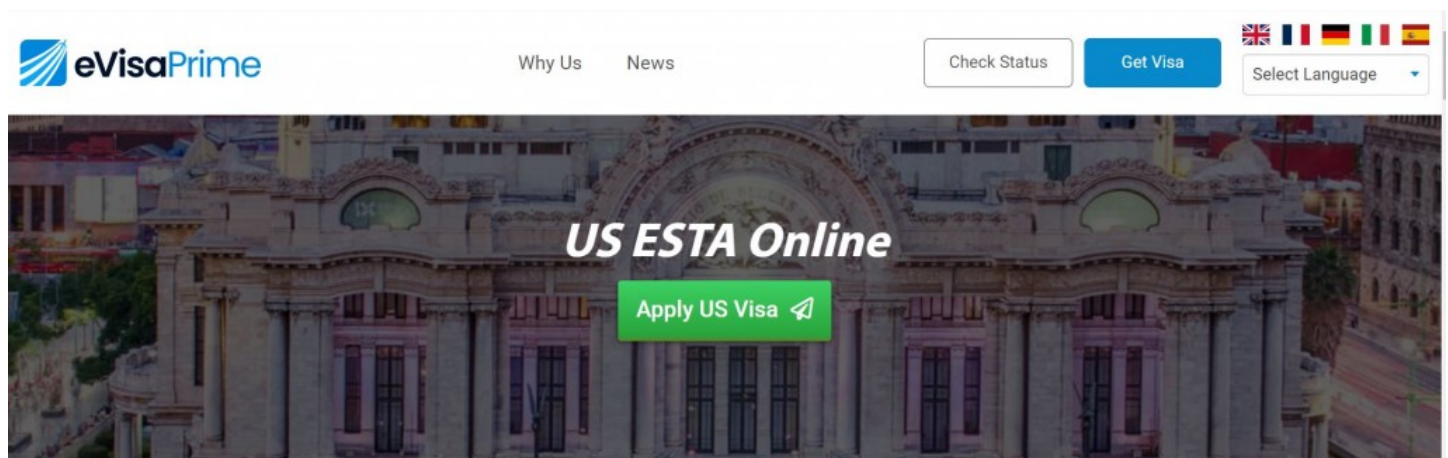 eVisaPrime
Why Us
News
Check Status
Get Visa
Select Language
US ESTA Online
Apply US Visa